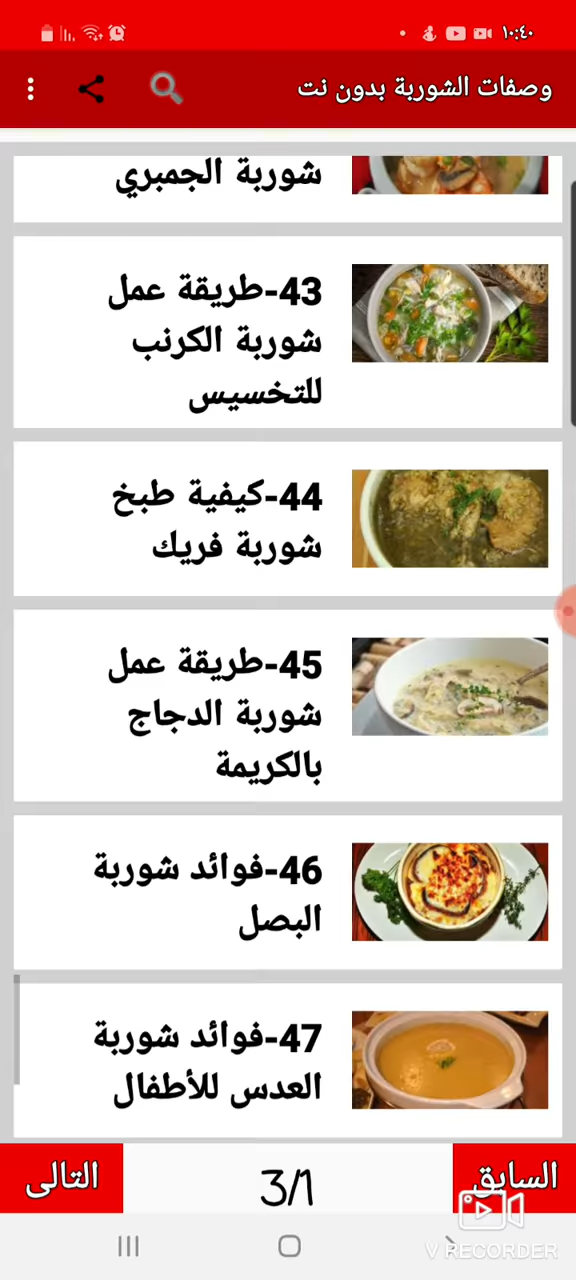 ١٠:٤٠
وصفات الشوربة بدون نت
شوربة الجمبري
43-طريقة عمل
شوربة الكرنب
للتخسيس
44-كيفية طبخ
شوربة فريك
45-طريقة عمل
شوربة الدجاج
بالكريمة
46-فوائد شوربة
البصل
47-فوائد شوربة
العدس للأطفال
السابق
3/1
التالى
V RECORDER